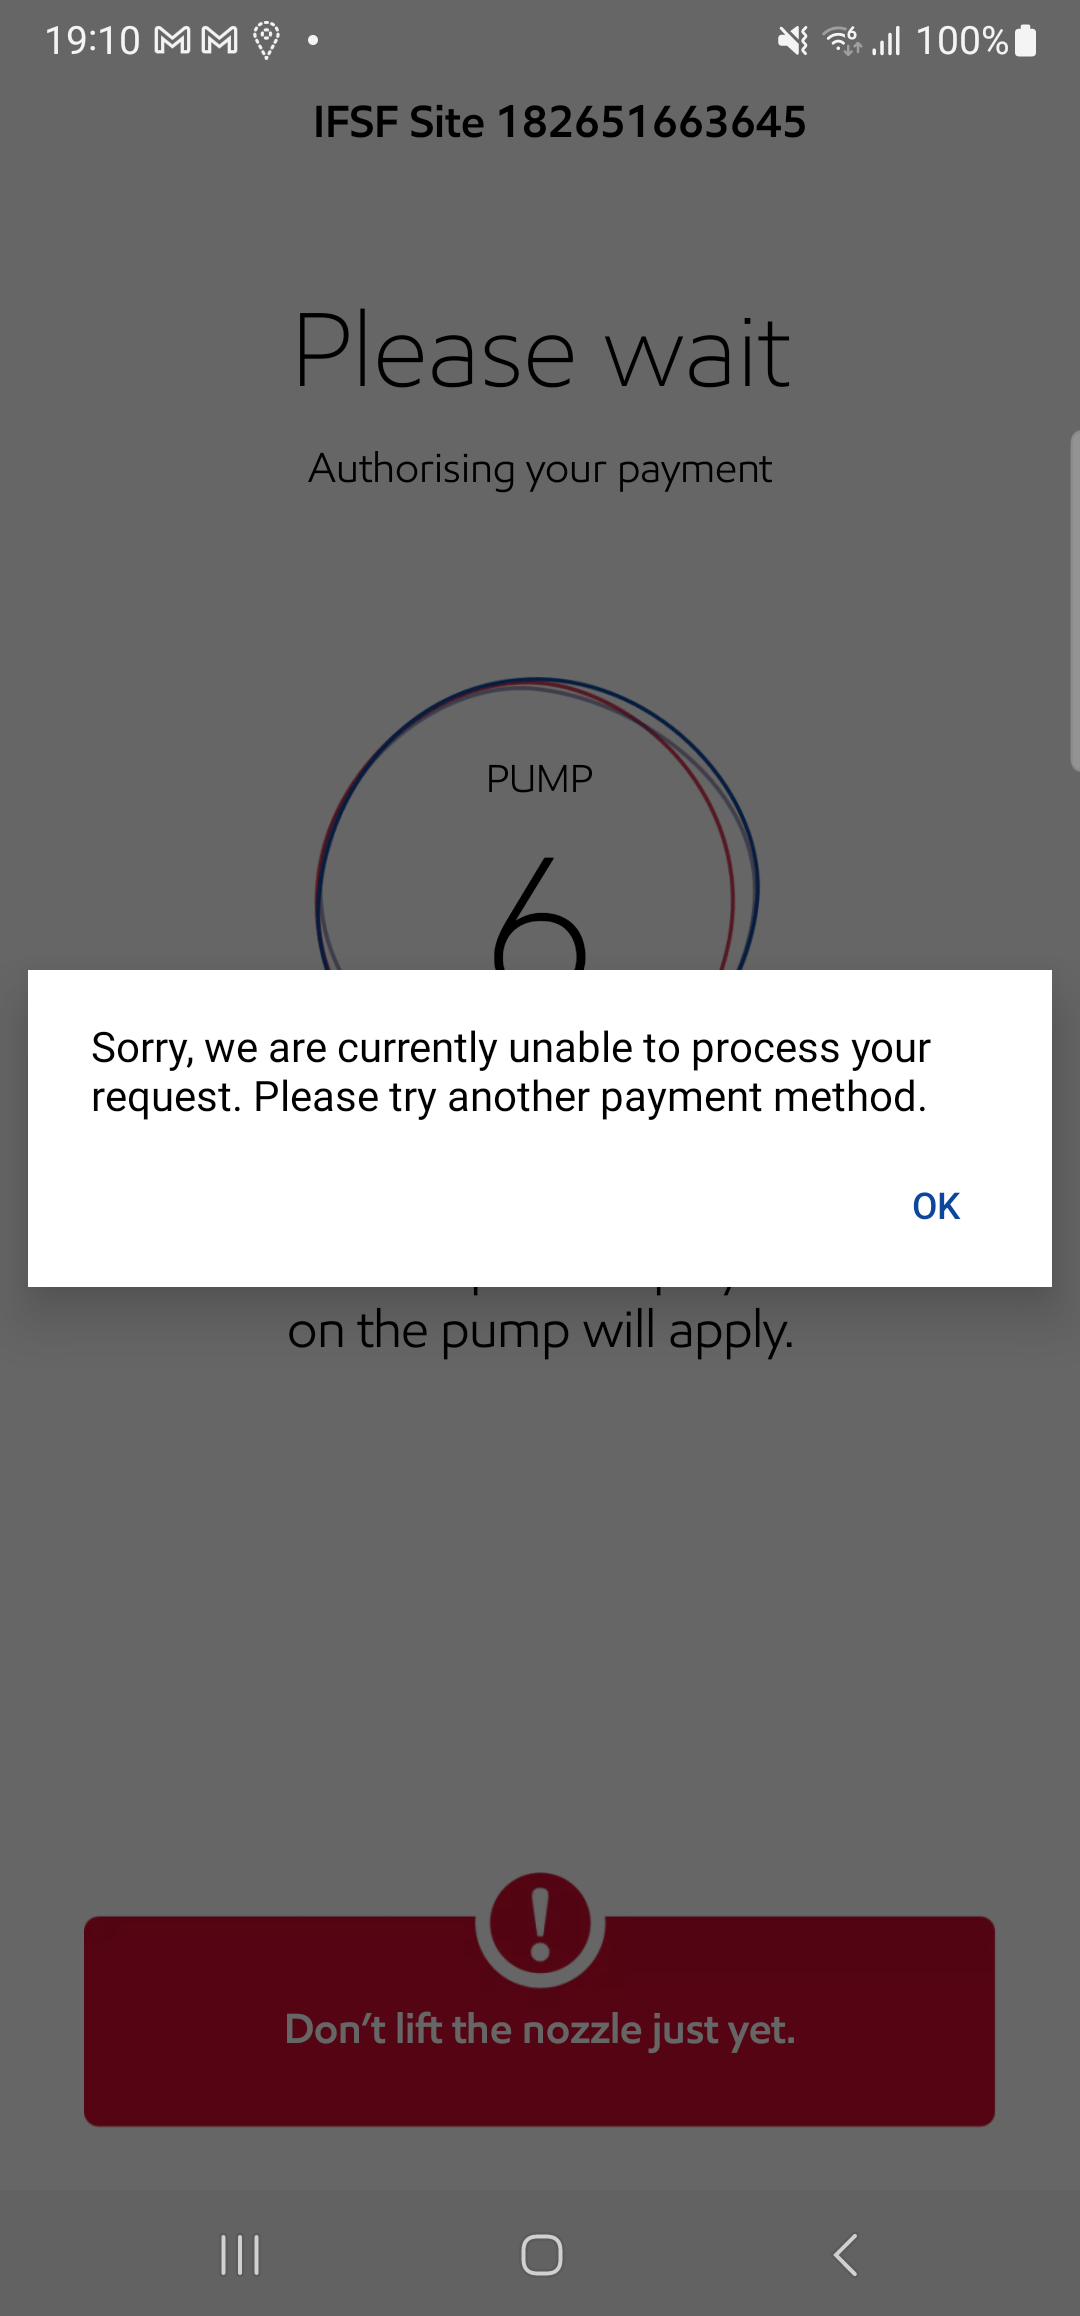 19:10
100%
IFSF Site 182651663645
Please wait
Authorising your payment
PUMP
6
Sorry, we are currently unable to process your
request. Please try another payment method.
OK
on the pump will apply.
Don’t lift the nozzle just yet.